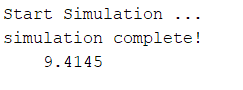 Start Simulation ...
simulation complete!
9.4145